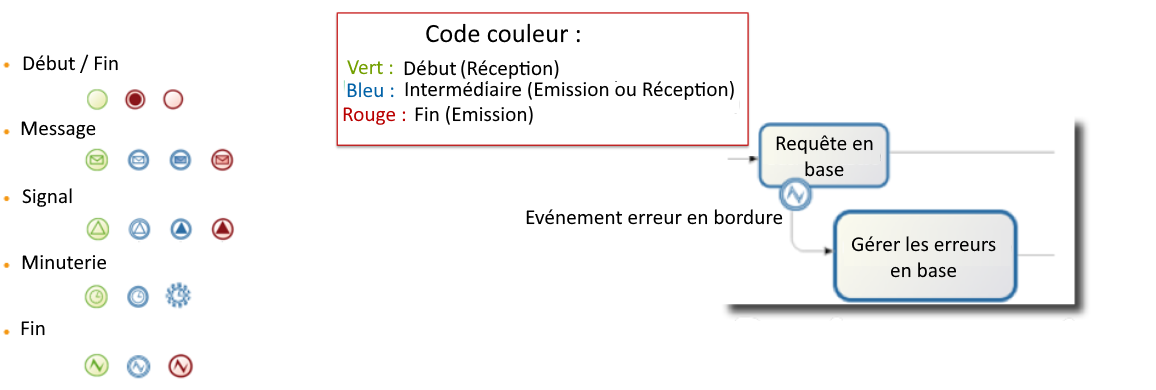 Début / Fin
Message
Signal
Minuterie
Fin
Code couleur :
Vert : Début (Réception)
Bleu : Intermédiaire (Emission ou Réception)
Rouge : Fin (Emission)
Requête en
base
Evénement erreur en bordure
Gérer les erreurs
en base